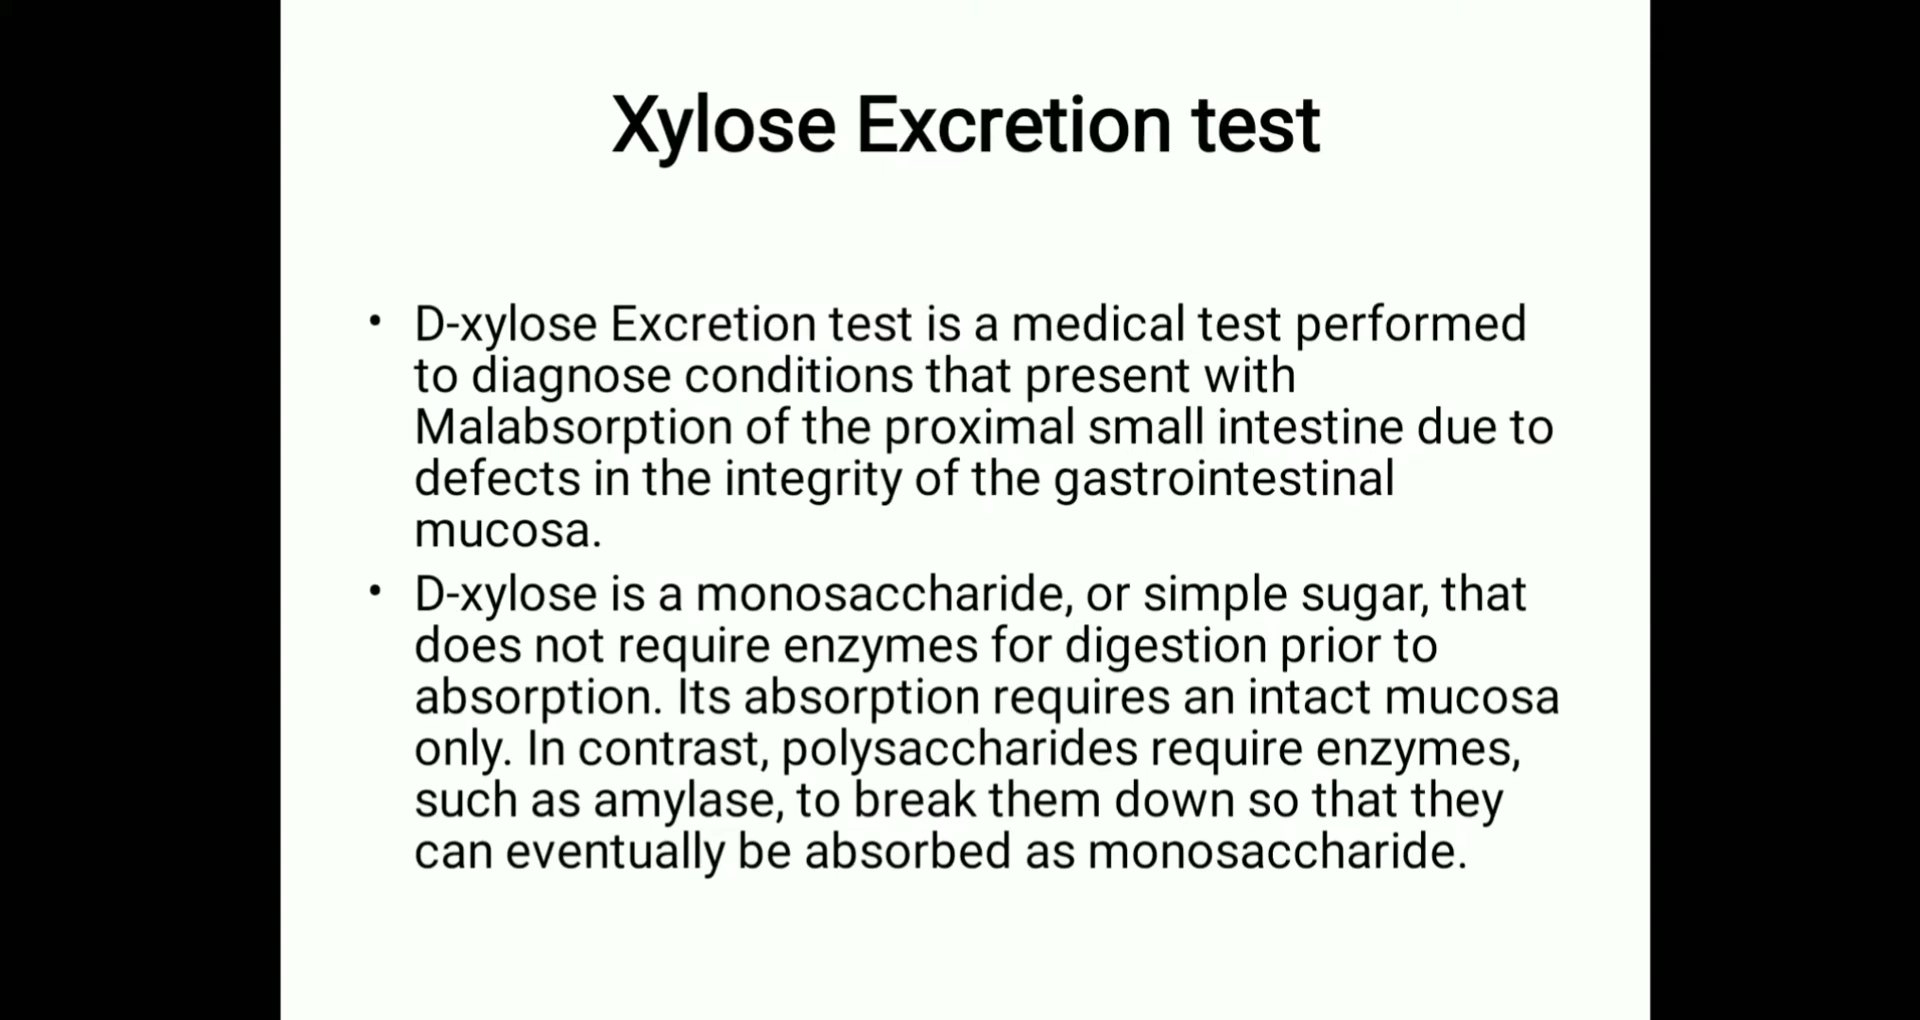 Xylose Excretion test
• D-xylose Excretion test is a medical test performed
to diagnose conditions that present with
Malabsorption of the proximal small intestine due to
defects in the integrity of the gastrointestinal
mucosa.
• D-xylose is a monosaccharide, or simple sugar, that
does not require enzymes for digestion prior to
absorption. Its absorption requires an intact mucosa
only. In contrast, polysaccharides require enzymes,
such as amylase, to break them down so that they
can eventually be absorbed as monosaccharide.